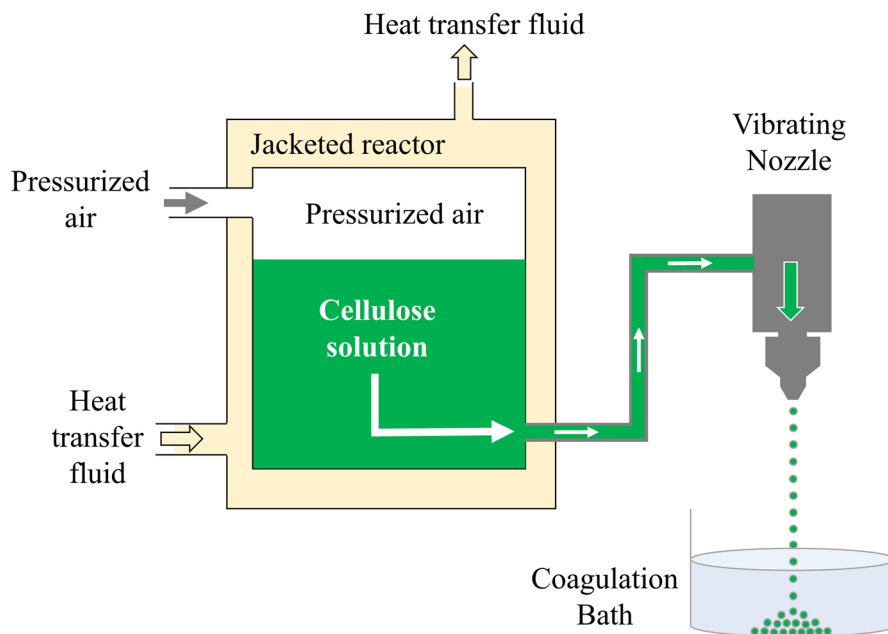 Heat transfer fluid
Jacketed reactor
Vibrating
Nozzle
Pressurized
air
Pressurized air
Cellulose
solution
Heat
transfer
fluid
Coagulation
Bath